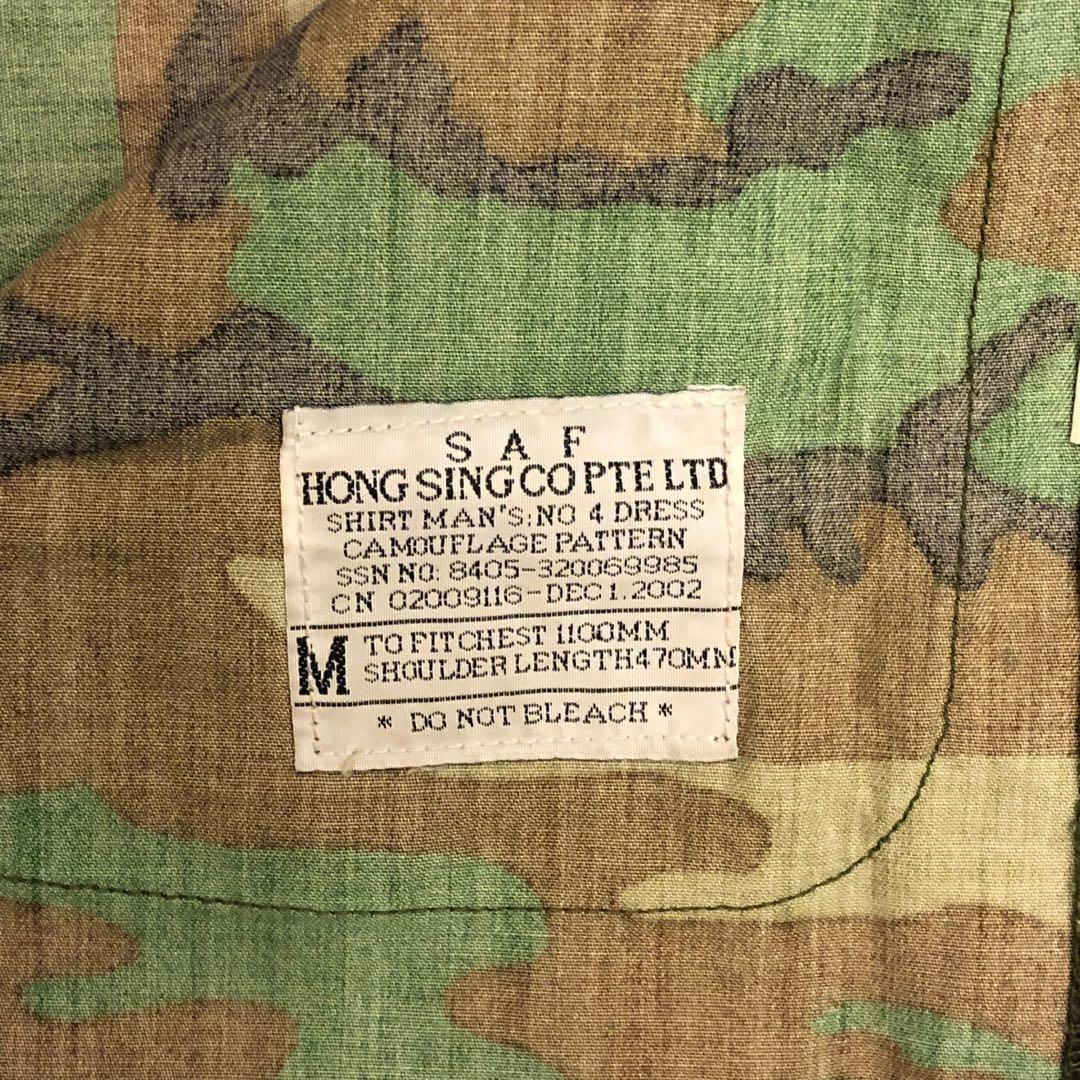 S A F
HONG SING CO PTE LTD
SHIRT MAN'S: NO 4 DRESS
CAMOUFLAGE PATTERN
SSN NO: 8405-320069985
CN 02009116-DEC 1.2002
M TO FIT CHEST 1100MM
SHOULDER LENGTH 470MM
* DO NOT BLEACH *